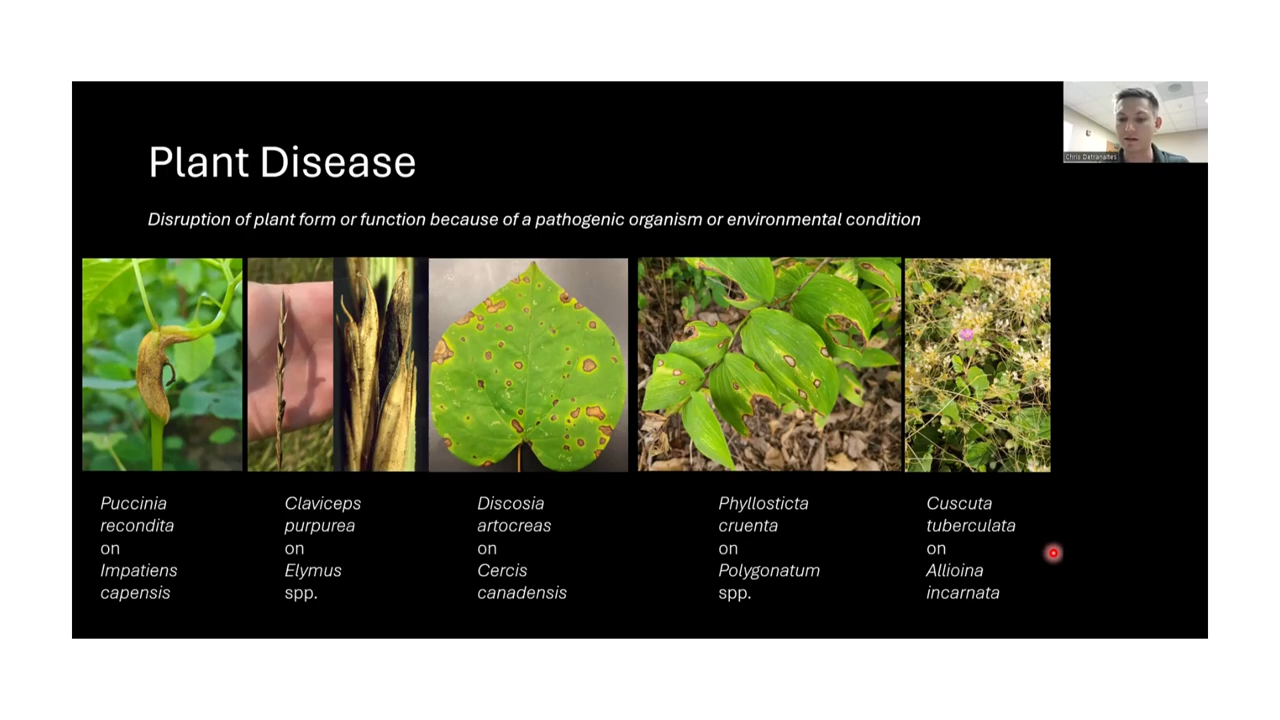 Plant Disease
Disruption of plant form or function because of a pathogenic organism or environmental condition
Chris Dattanaites
Puccinia
recondita
on
Impatiens
capensis
Claviceps
purpurea
on
Elymus
spp.
Discosia
artocreas
on
Cercis
canadensis
Phyllosticta
cruenta
on
Polygonatum
spp.
Cuscuta
tuberculata
on
Allioina
incarnata